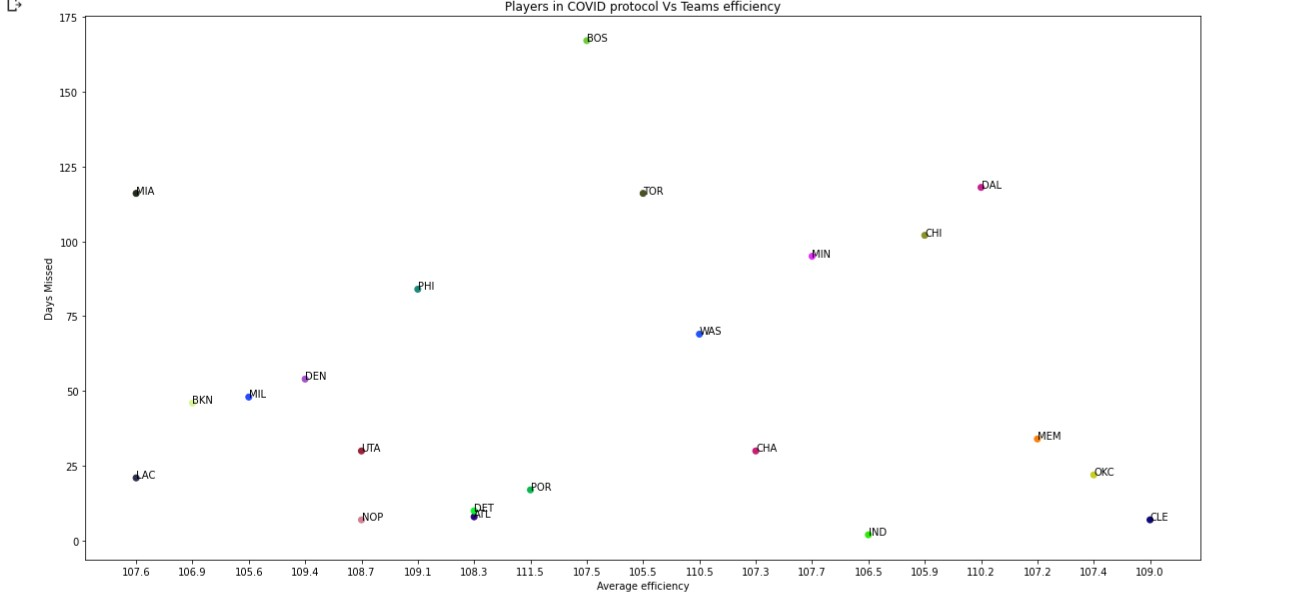 Players in COVID protocol Vs Teams efficiency
175
BOS
150
125
DAL
MIA
TOR
CHI
100
MIN
PHI
Days Missed
75
WAS
DEN
50
MIL
BKN
MEM
UTA
CHA
OKC
25
LAC
POR
DET
ATL
NOP
CLE
IND
0
107.6 106.9 105.6 109.4 108.7 109.1 108.3 111.5 107.5 105.5 110.5 107.3 107.7 106.5 105.9 110.2 107.2 107.4 109.0
Average efficiency